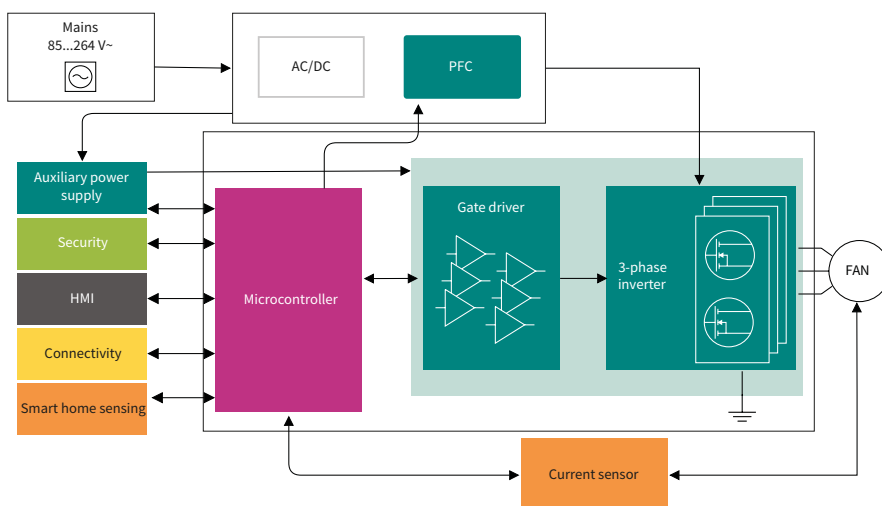 Mains
85...264 V~
AC/DC
PFC
Auxiliary power
supply
Security
HMI
Connectivity
Smart home sensing
Microcontroller
Gate driver
3-phase
inverter
FAN
Current sensor